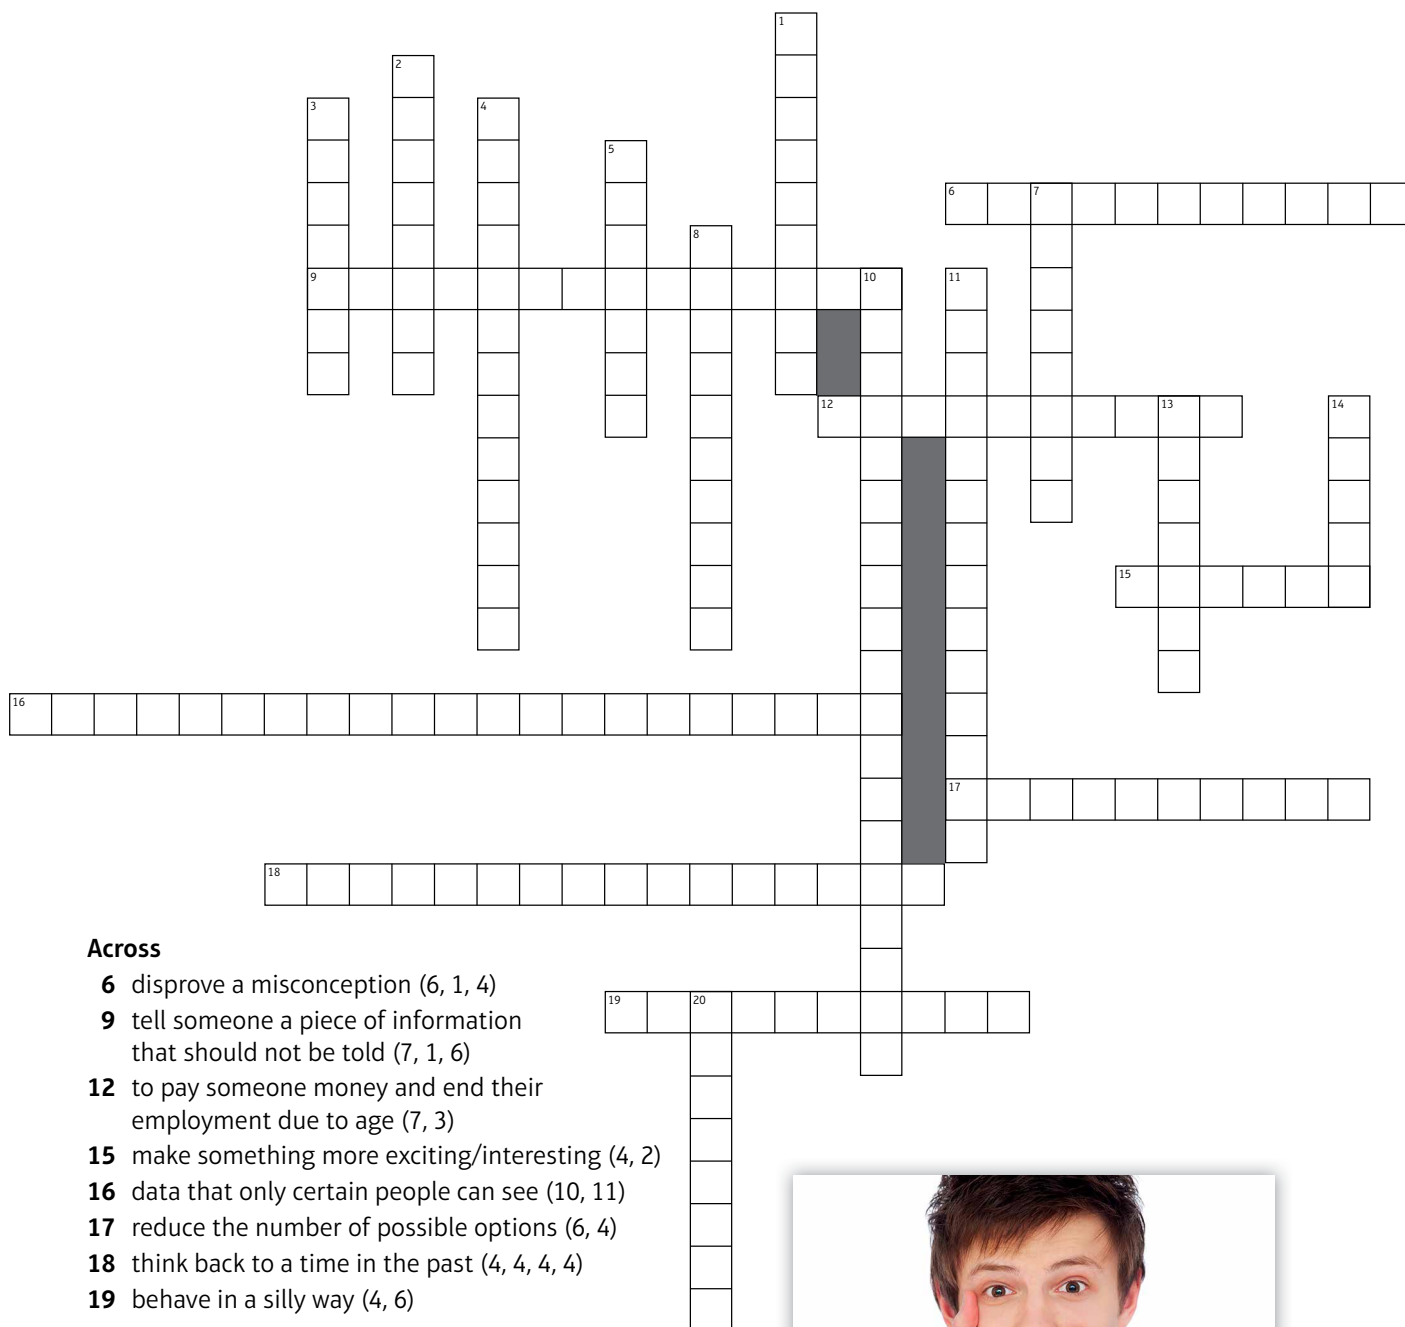 1
2
3
4
5
6
7
8
9
10
11
12
13
14
15
16
17
18
19
20
Across
6 disprove a misconception (6, 1, 4)
9 tell someone a piece of information
that should not be told (7, 1, 6)
12 to pay someone money and end their
employment due to age (7, 3)
15 make something more exciting/interesting (4, 2)
16 data that only certain people can see (10, 11)
17 reduce the number of possible options (6, 4)
18 think back to a time in the past (4, 4, 4, 4)
19 behave in a silly way (4, 6)